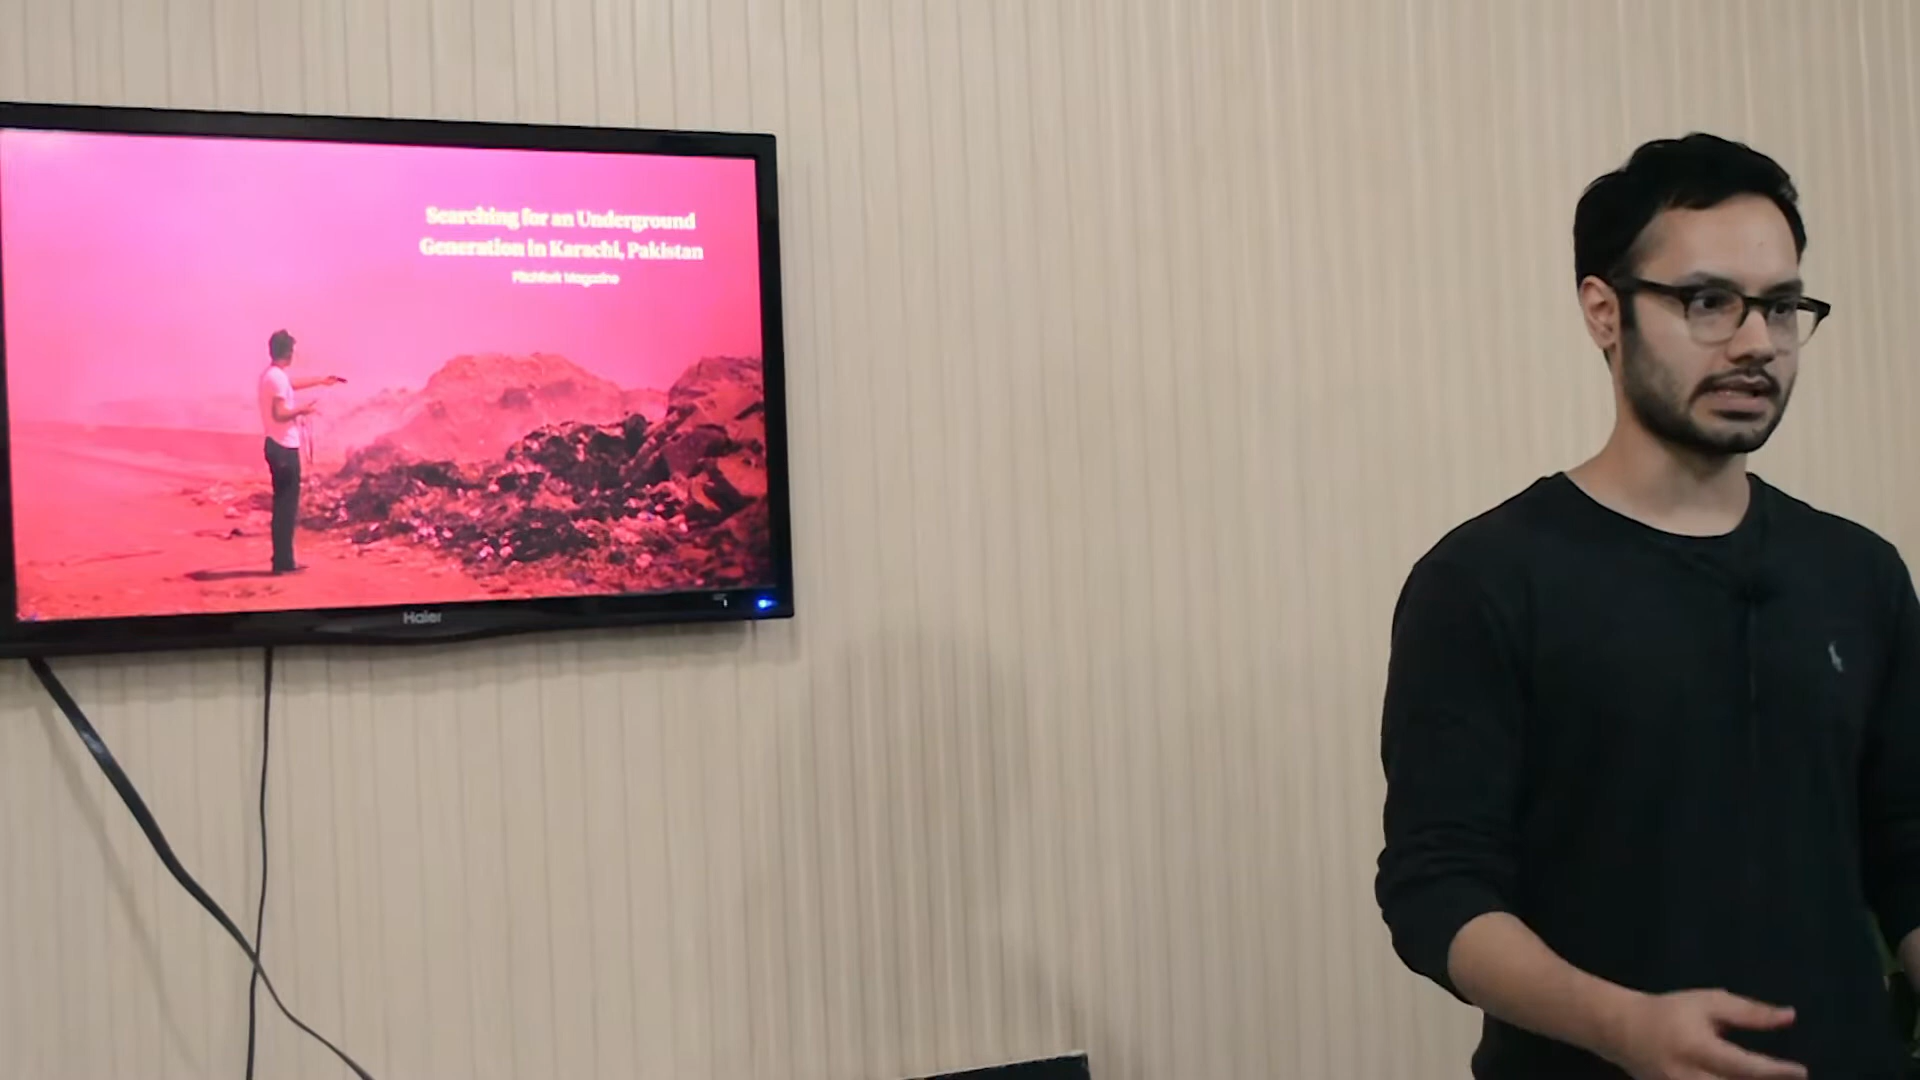 Searching for an Underground
Generation in Karachi, Pakistan
Pitchfork Magazine
Haier